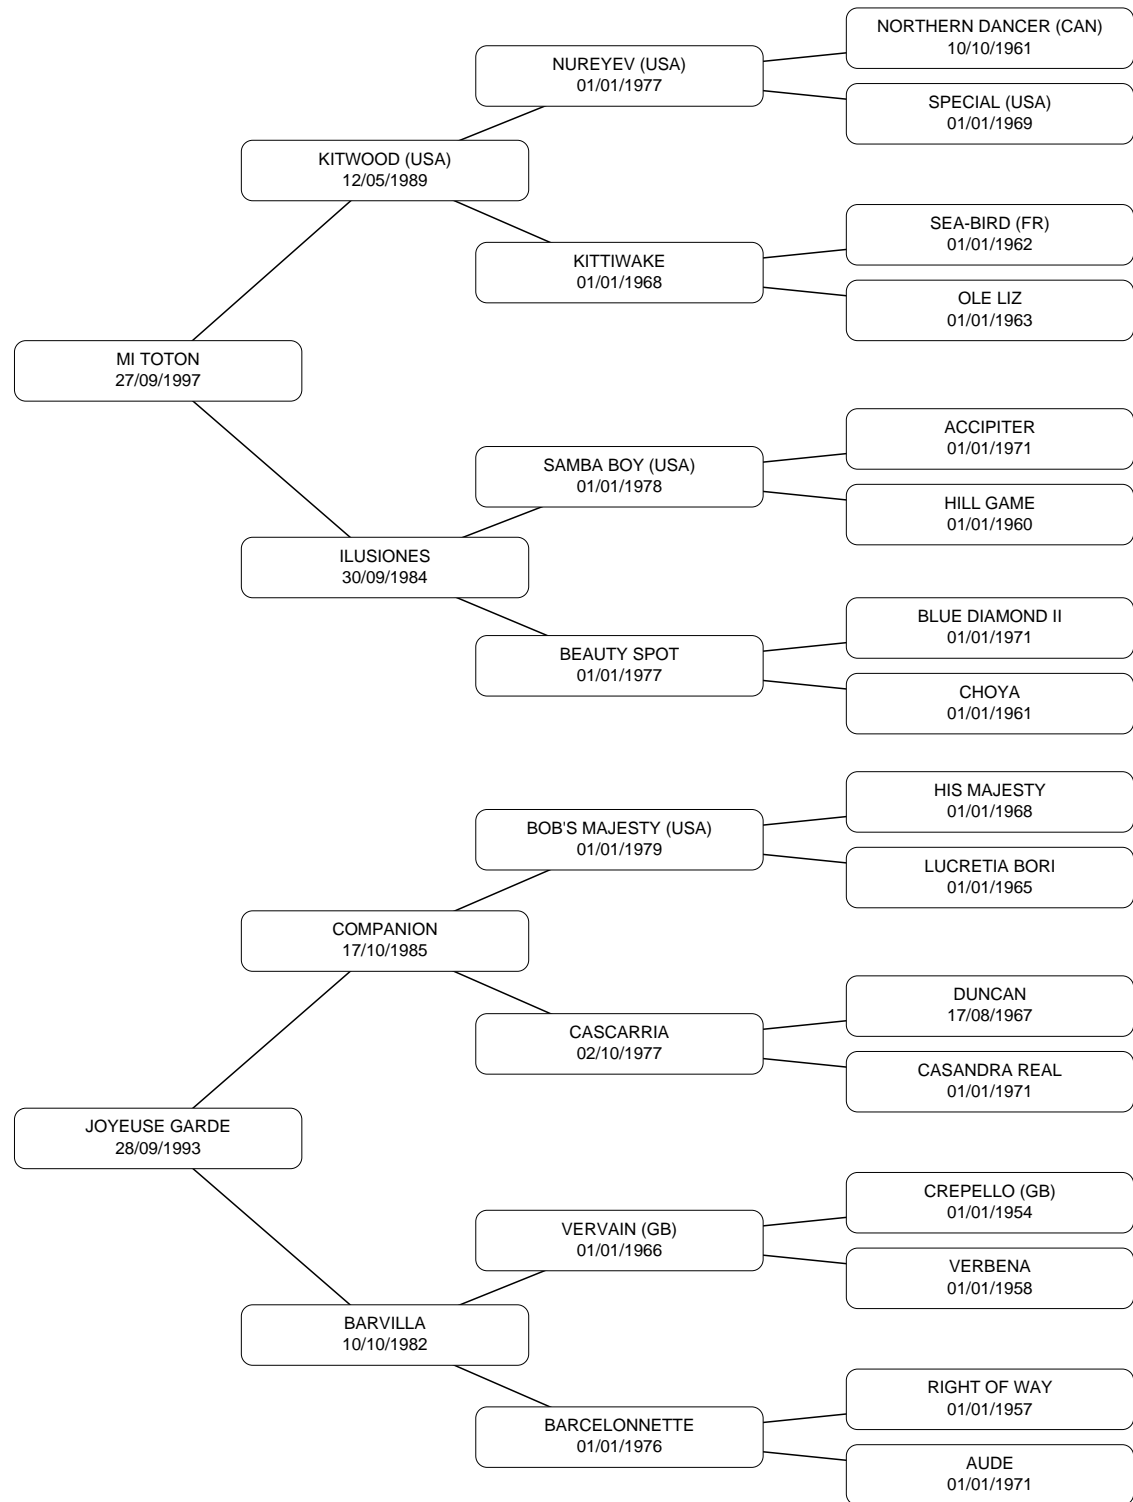 NORTHERN DANCER (CAN)
10/10/1961
NUREYEV (USA)
01/01/1977
SPECIAL (USA)
01/01/1969
KITWOOD (USA)
12/05/1989
SEA-BIRD (FR)
01/01/1962
KITTIWAKE
01/01/1968
OLE LIZ
01/01/1963
MI TOTON
27/09/1997
ACCIPITER
01/01/1971
SAMBA BOY (USA)
01/01/1978
HILL GAME
01/01/1960
ILUSIONES
30/09/1984
BLUE DIAMOND II
01/01/1971
BEAUTY SPOT
01/01/1977
CHOYA
01/01/1961
HIS MAJESTY
01/01/1968
BOB'S MAJESTY (USA)
01/01/1979
LUCRETIA BORI
01/01/1965
COMPANION
17/10/1985
DUNCAN
17/08/1967
CASCARRIA
02/10/1977
CASANDRA REAL
01/01/1971
JOYEUSE GARDE
28/09/1993
CREPELLO (GB)
01/01/1954
VERVAIN (GB)
01/01/1966
VERBENA
01/01/1958
BARVILLA
10/10/1982
RIGHT OF WAY
01/01/1957
BARCELONNETTE
01/01/1976
AUDE
01/01/1971